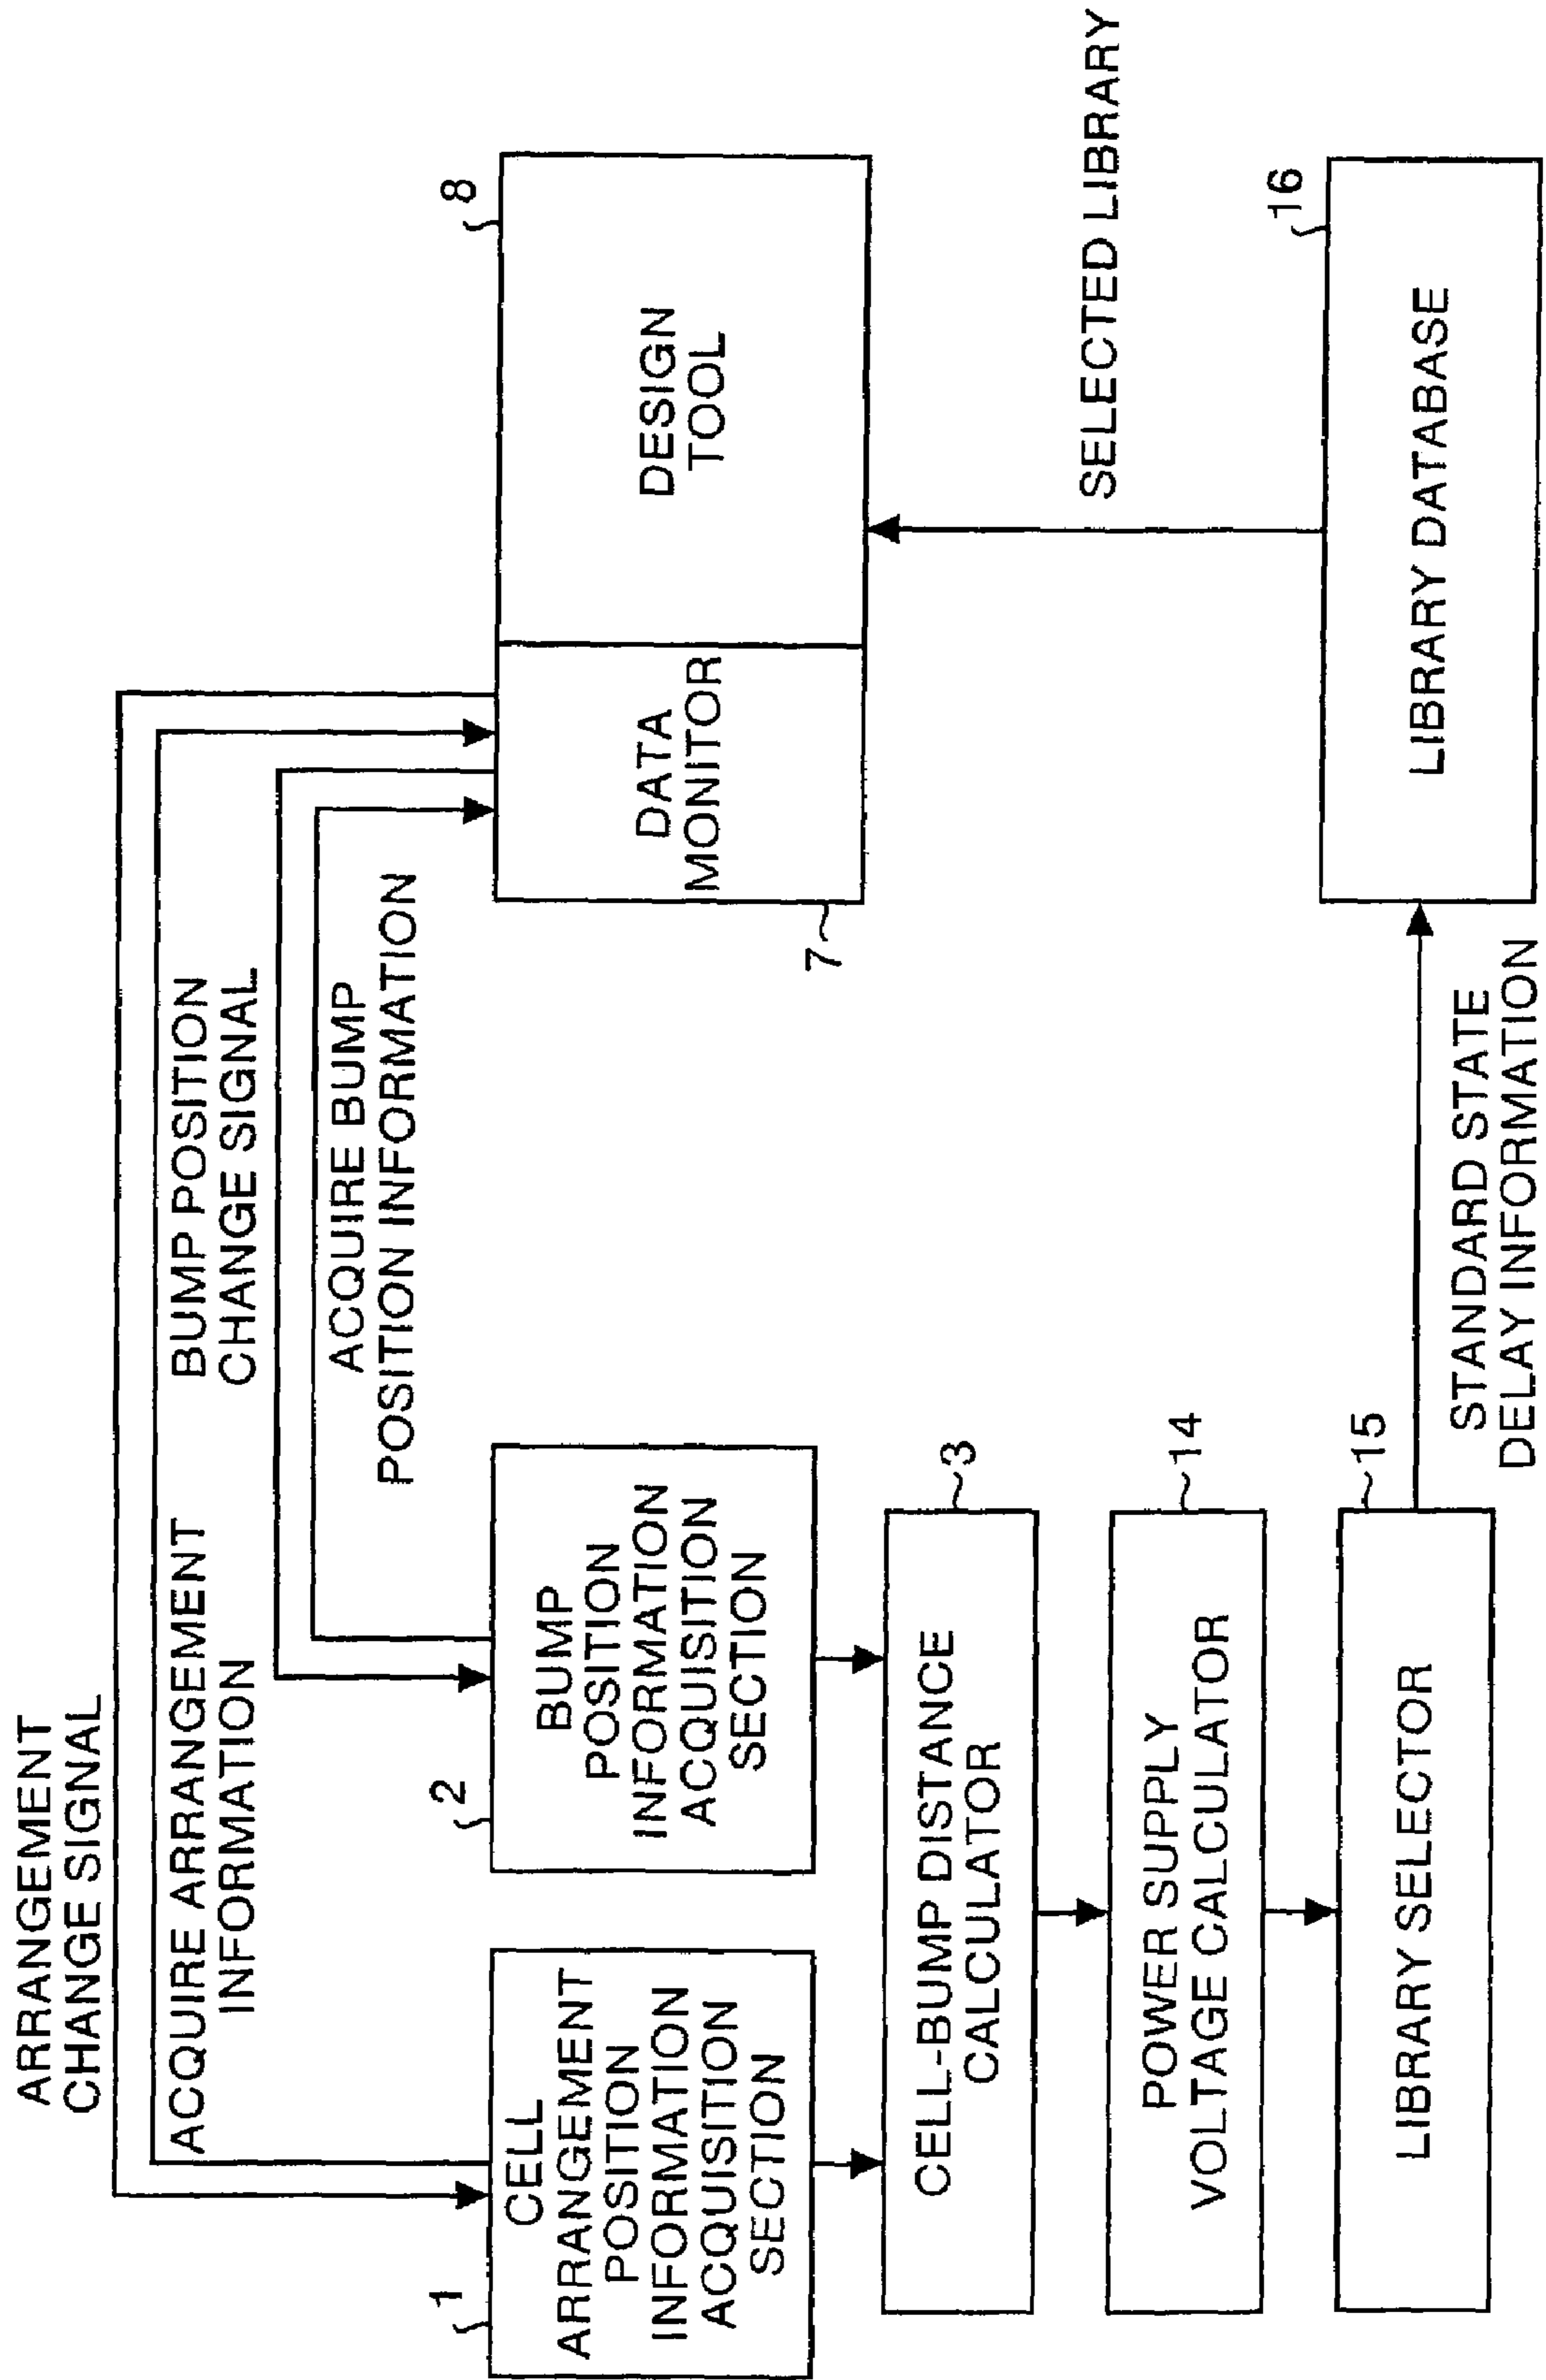 ARRANGEMENT
CHANGE SIGNAL
ACQUIRE ARRANGEMENT
INFORMATION
BUMP POSITION
CHANGE SIGNAL
ACQUIRE BUMP
POSITION INFORMATION
1
CELL
ARRANGEMENT
POSITION
INFORMATION
ACQUISITION
SECTION
2
BUMP
POSITION
INFORMATION
ACQUISITION
SECTION
7
DATA
MONITOR
8
DESIGN
TOOL
3
CELL-BUMP DISTANCE
CALCULATOR
14
POWER SUPPLY
VOLTAGE CALCULATOR
SELECTED LIBRARY
15
LIBRARY SELECTOR
STANDARD STATE
DELAY INFORMATION
16
LIBRARY DATABASE